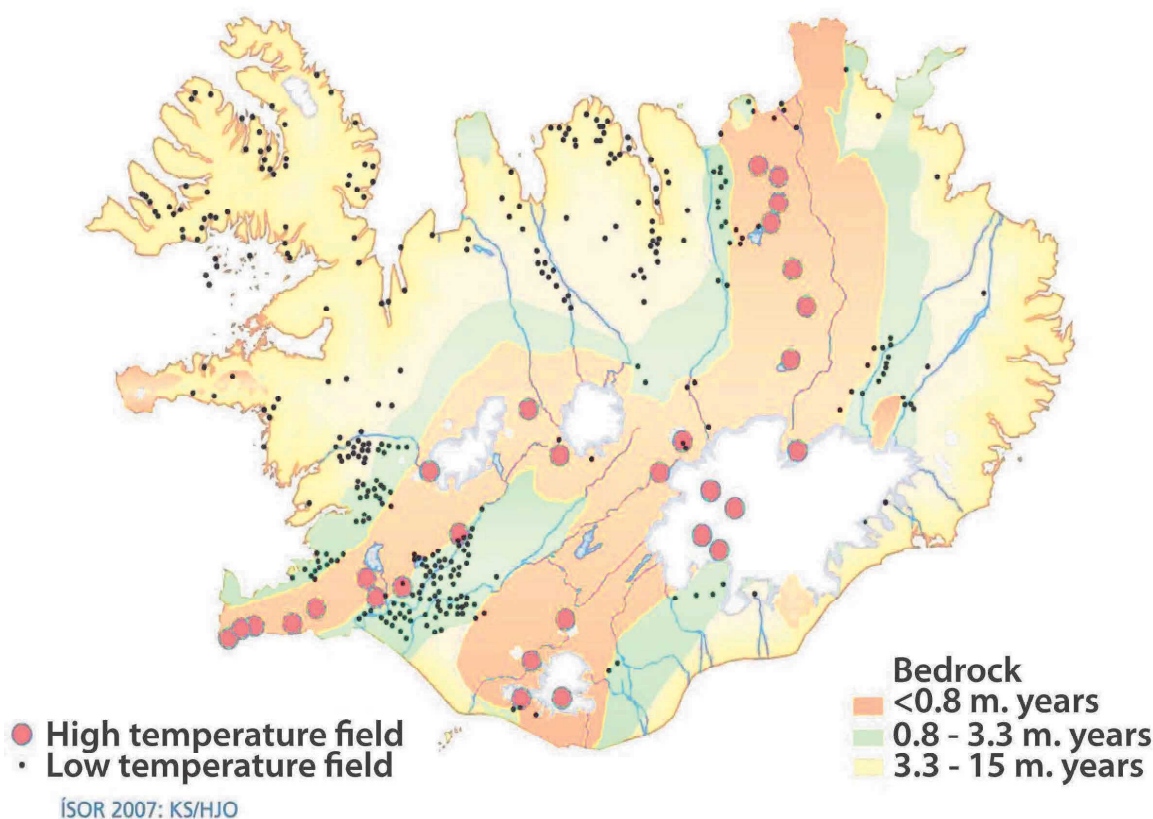 Bedrock
<0.8 m. years
0.8 - 3.3 m. years
3.3 - 15 m. years
High temperature field
Low temperature field
ÍSOR 2007: KS/HJO